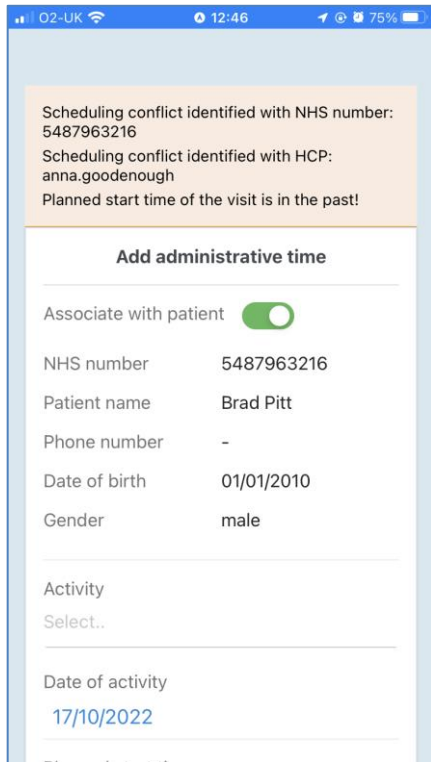 O2-UK 12:46 75%
Scheduling conflict identified with NHS number:
5487963216
Scheduling conflict identified with HCP:
anna.goodenough
Planned start time of the visit is in the past!
Add administrative time
Associate with patient
NHS number 5487963216
Patient name Brad Pitt
Phone number -
Date of birth 01/01/2010
Gender male
Activity
Select..
Date of activity
17/10/2022